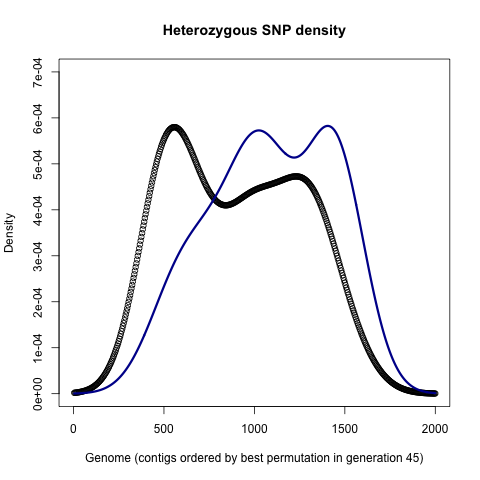 Heterozygous SNP density
Density
7e-04
6e-04
5e-04
4e-04
3e-04
2e-04
1e-04
0e+00
0 500 1000 1500 2000
Genome (contigs ordered by best permutation in generation 45)